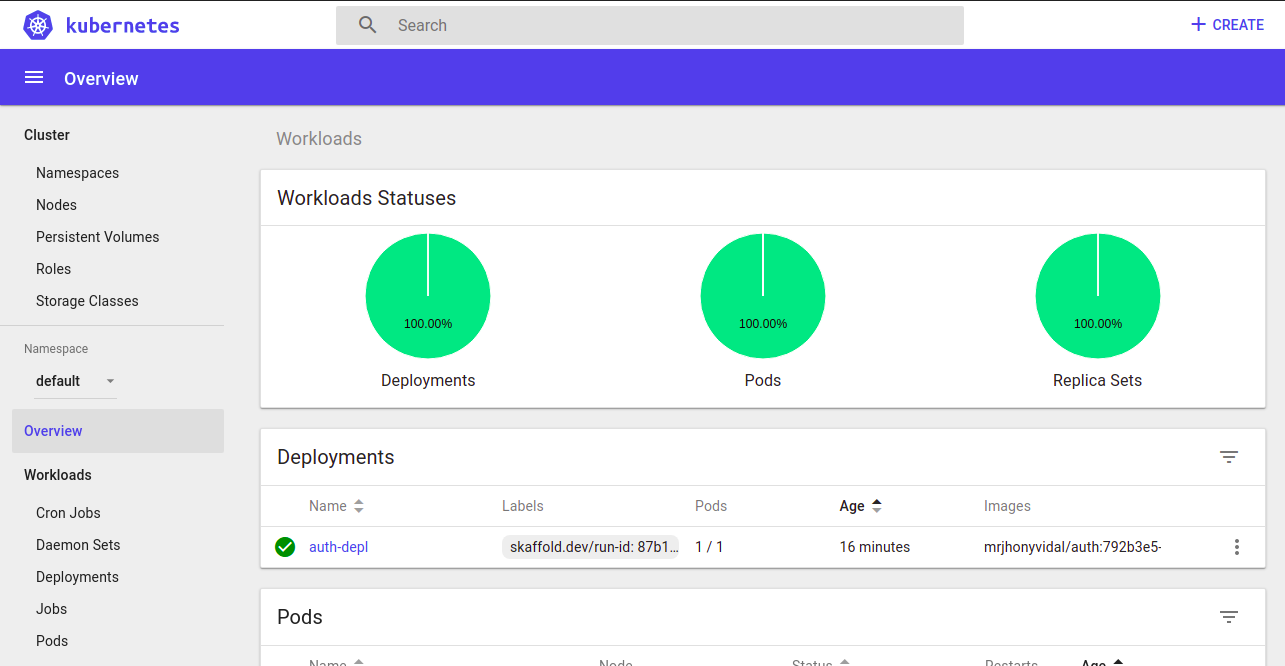 kubernetes
Search
+ CREATE
Overview
Cluster
Namespaces
Nodes
Persistent Volumes
Roles
Storage Classes
Namespace
default
Overview
Workloads
Cron Jobs
Daemon Sets
Deployments
Jobs
Pods
Workloads
Workloads Statuses
100.00% 100.00% 100.00%
Deployments Pods Replica Sets
Deployments
Name Labels Pods Age Images
auth-depl skaffold.dev/run-id: 87b1… 1 / 1 16 minutes mrjhonyvidal/auth:792b3e5-
Pods
Name Node Status Restarts Age